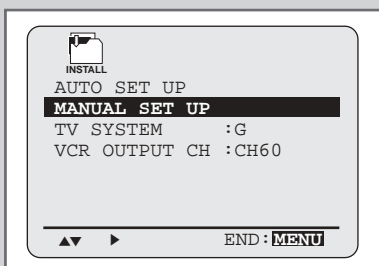 INSTALL
AUTO SET UP
MANUAL SET UP
TV SYSTEM :G
VCR OUTPUT CH :CH60
▲▼ ▶ END:MENU